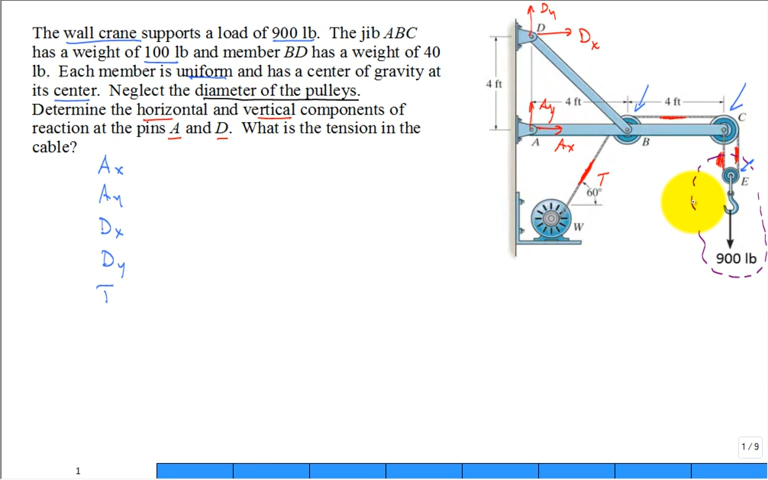 The wall crane supports a load of 900 lb. The jib ABC
has a weight of 100 lb and member BD has a weight of 40
lb. Each member is uniform and has a center of gravity at
its center. Neglect the diameter of the pulleys.
Determine the horizontal and vertical components of
reaction at the pins A and D. What is the tension in the
cable?
Ax
Ay
Dx
Dy
T
Dy
D
Dx
4 ft
4 ft
4 ft
Ay
C
A
Ax
B
T
60°
E
W
900 lb
1 / 9
1